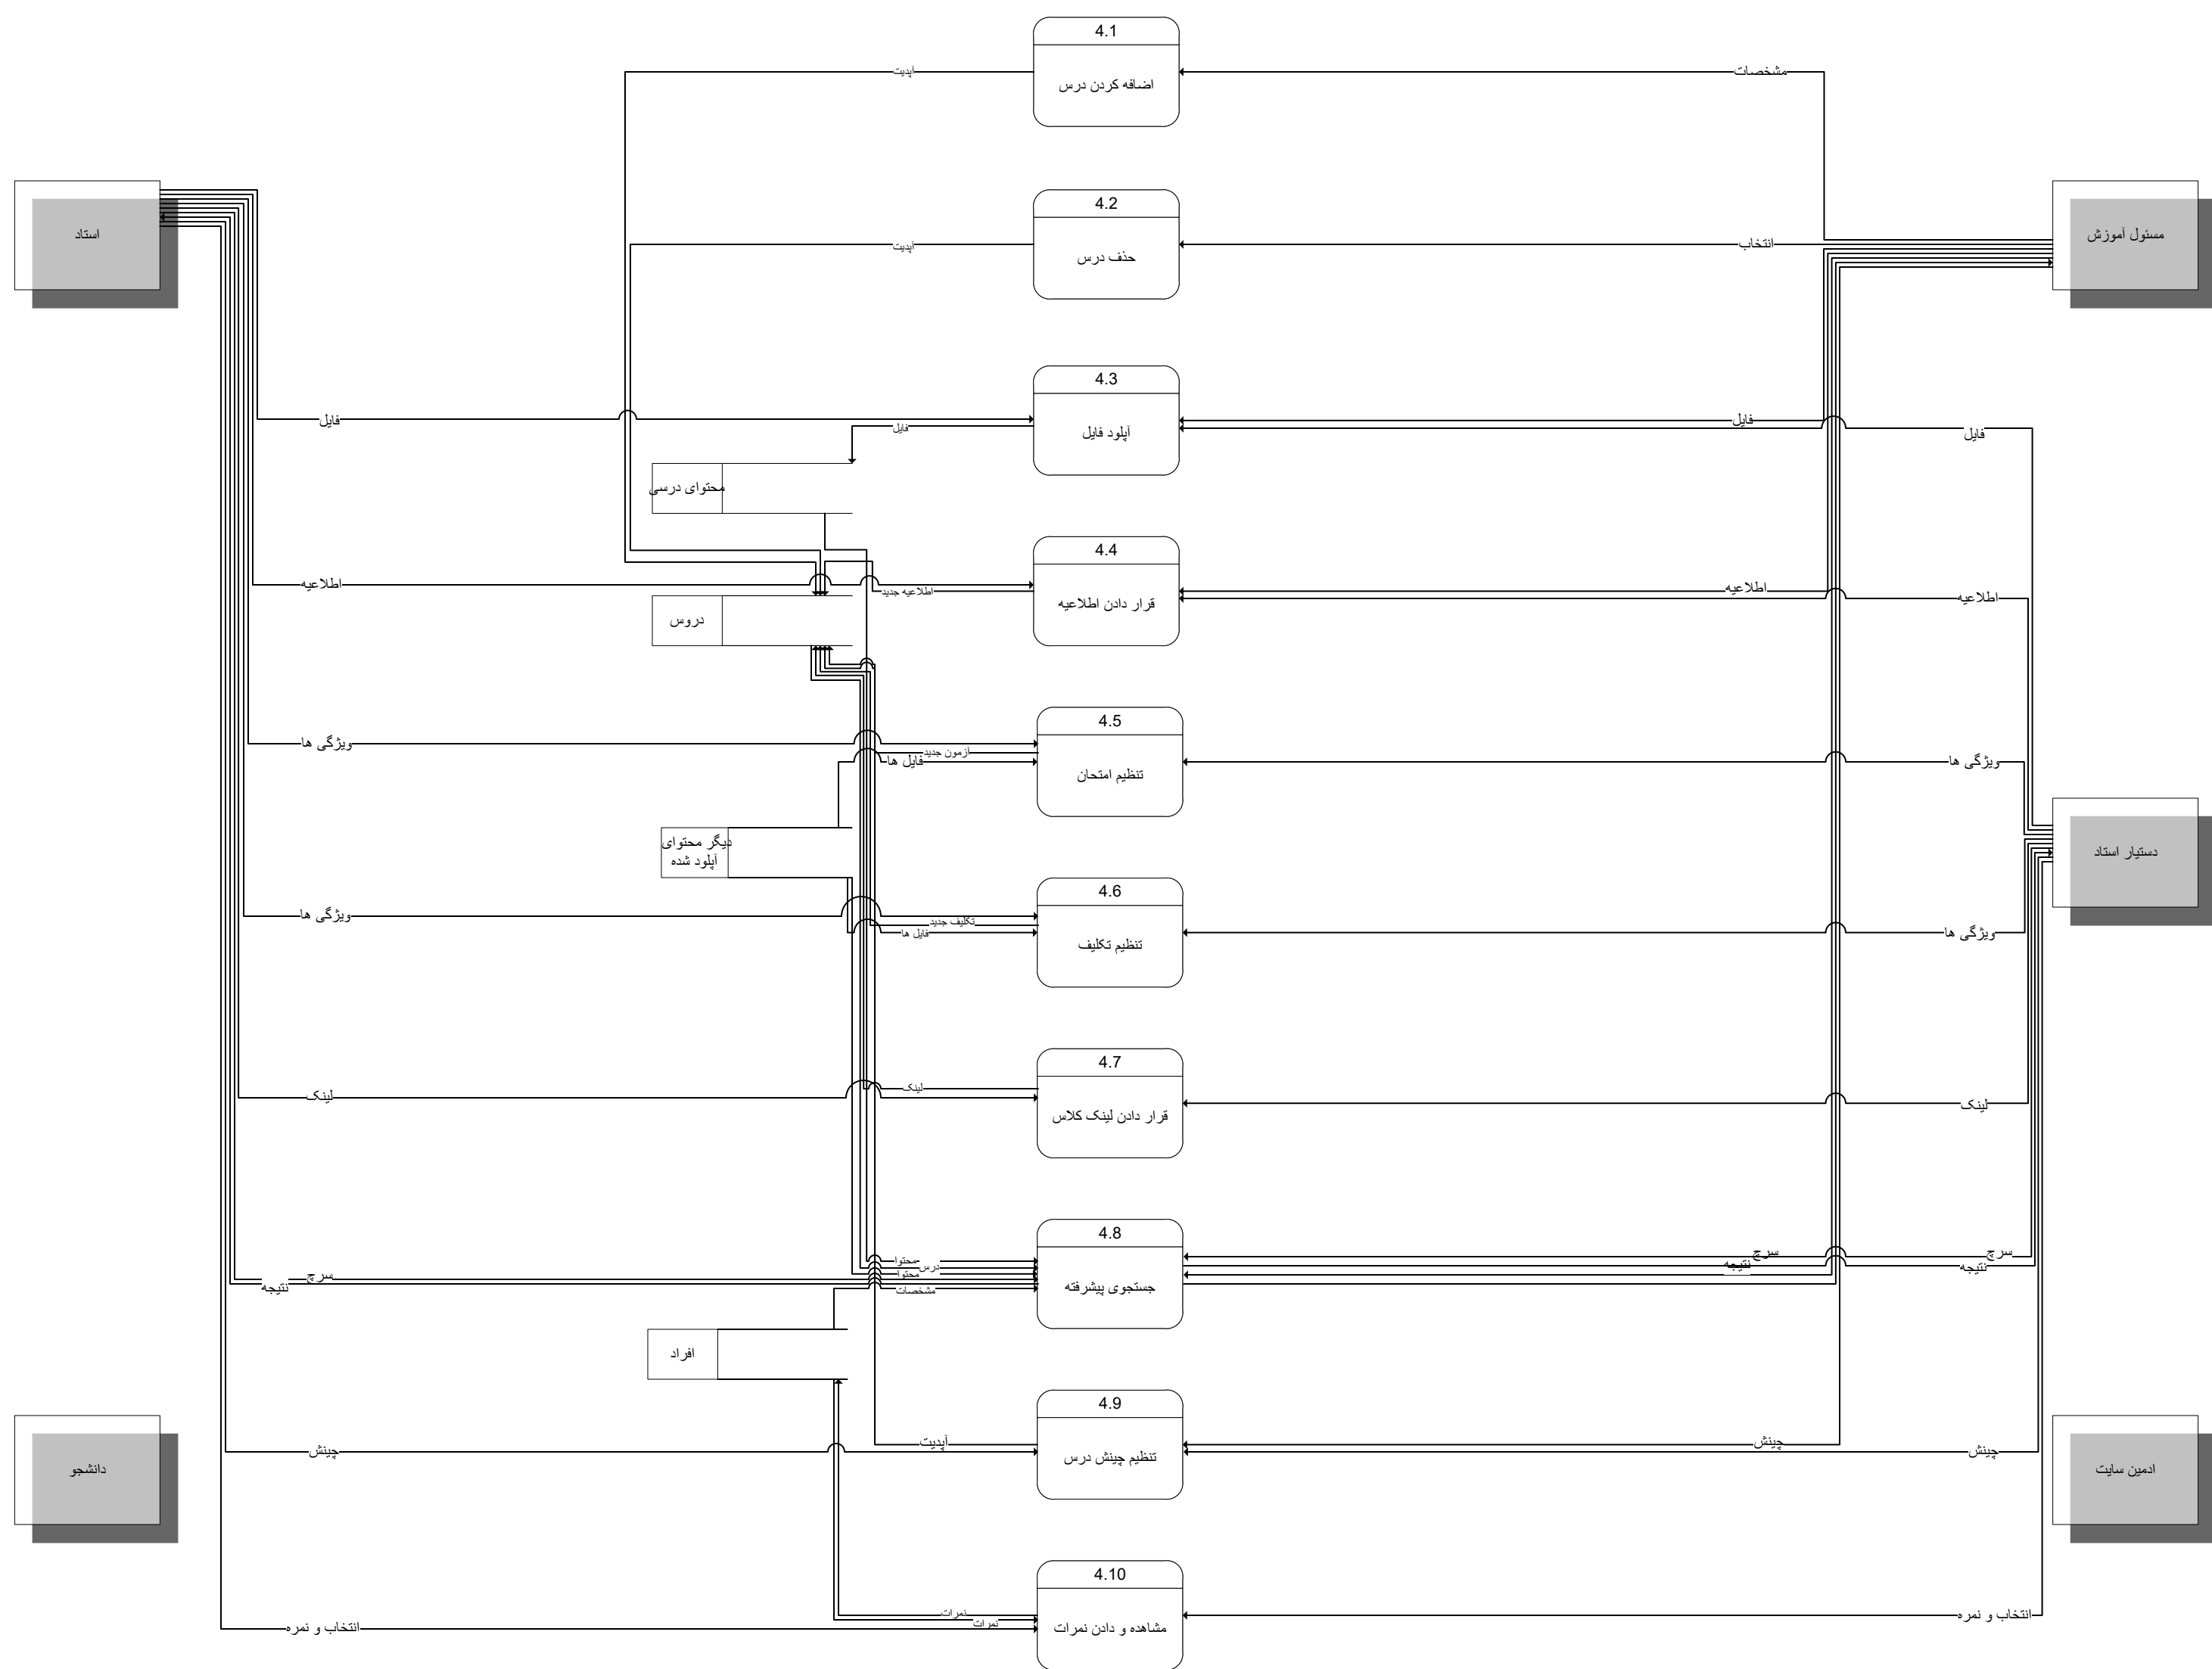 4.1
اضافه کردن درس
آپدیت
مشخصات
4.2
حذف درس
آپدیت
انتخاب
استاد
مسئول آموزش
4.3
آپلود فایل
فایل
فایل
فایل
فایل
محتوای درسی
4.4
قرار دادن اطلاعیه
اطلاعیه
اطلاعیه جدید
اطلاعیه
اطلاعیه
دروس
4.5
تنظیم امتحان
ویژگی ها
آزمون جدید
فایل ها
ویژگی ها
دیگر محتوای
آپلود شده
دستیار استاد
4.6
تنظیم تکلیف
ویژگی ها
تکلیف جدید
فایل ها
ویژگی ها
4.7
قرار دادن لینک کلاس
لینک
لینک
لینک
4.8
جستجوی پیشرفته
محتوا
درس
محتوا
مشخصات
سرچ
نتیجه
سرچ
نتیجه
سرچ
نتیجه
افراد
4.9
تنظیم چینش درس
آپدیت
چینش
چینش
چینش
دانشجو
ادمین سایت
4.10
مشاهده و دادن نمرات
نمرات
نمرات
انتخاب و نمره
انتخاب و نمره